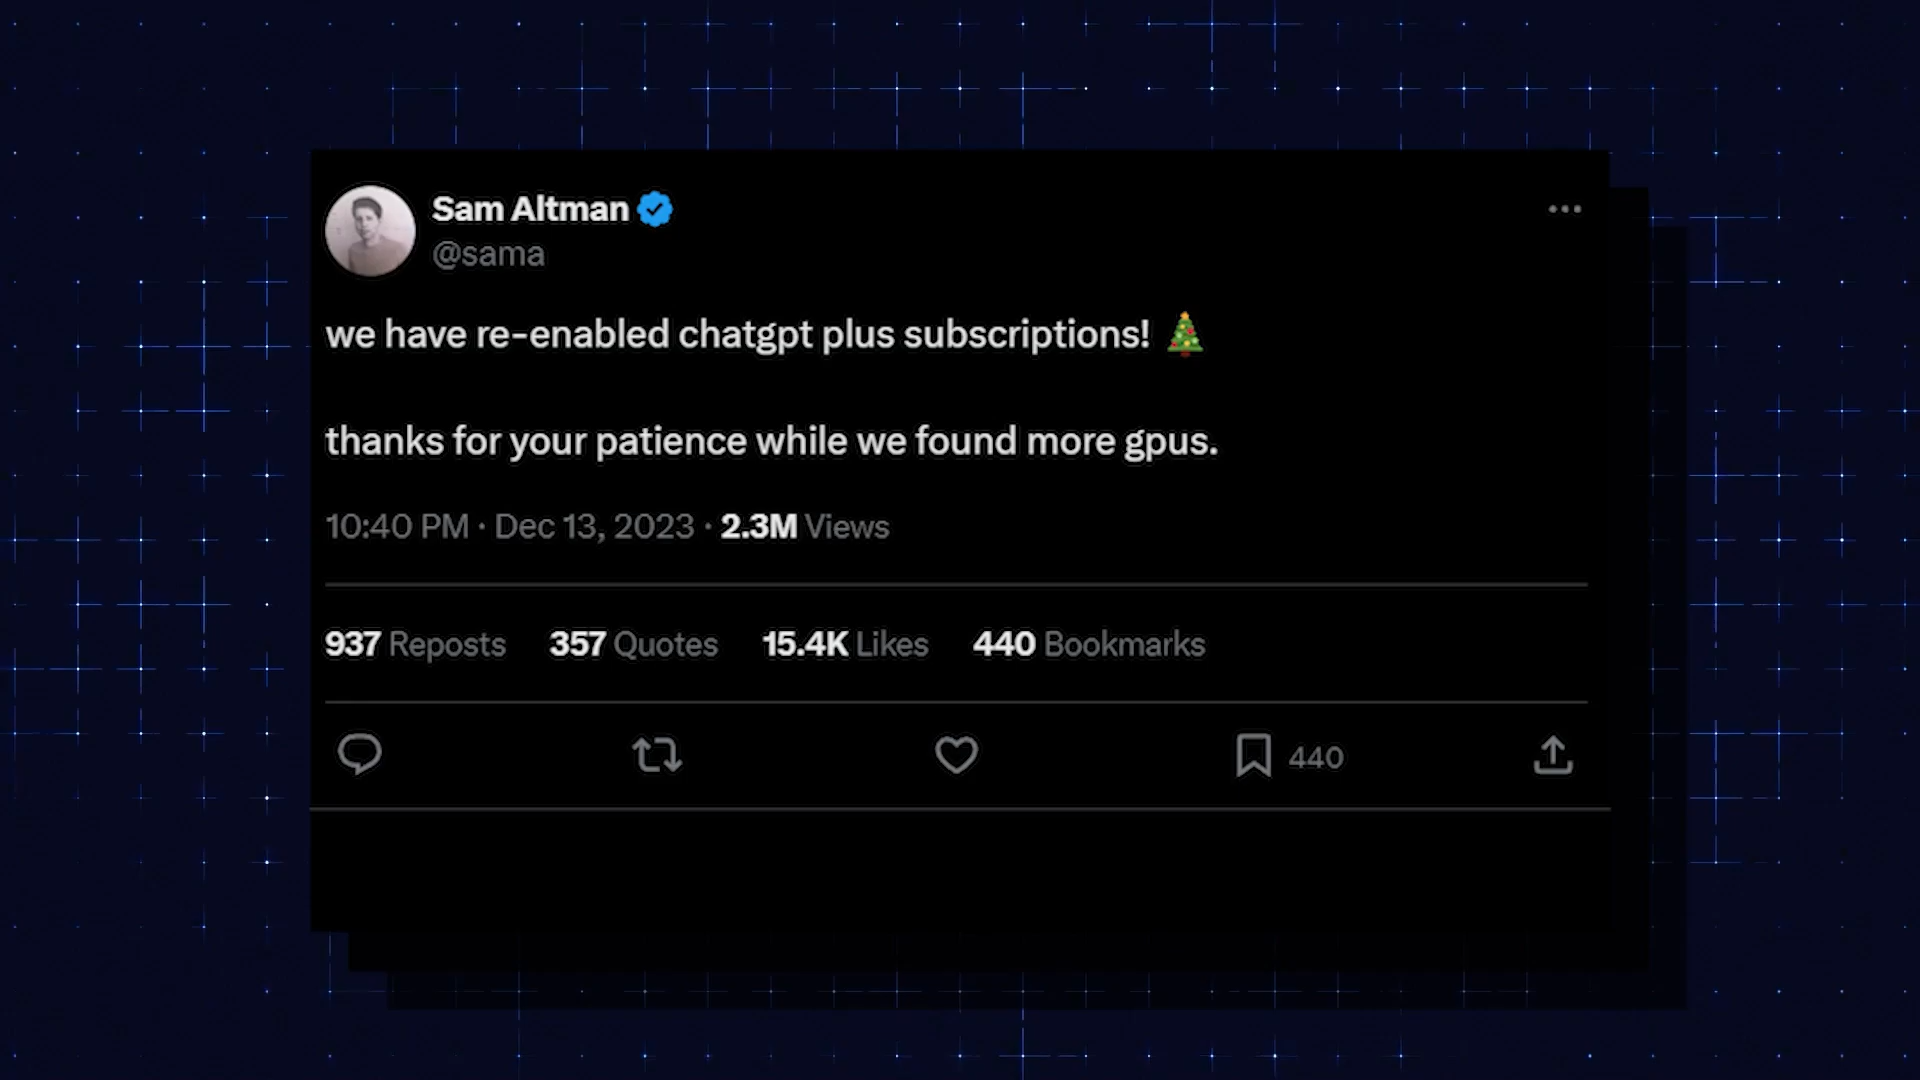 Sam Altman
@sama
we have re-enabled chatgpt plus subscriptions! 🎄
thanks for your patience while we found more gpus.
10:40 PM · Dec 13, 2023 · 2.3M Views
937 Reposts 357 Quotes 15.4K Likes 440 Bookmarks
440